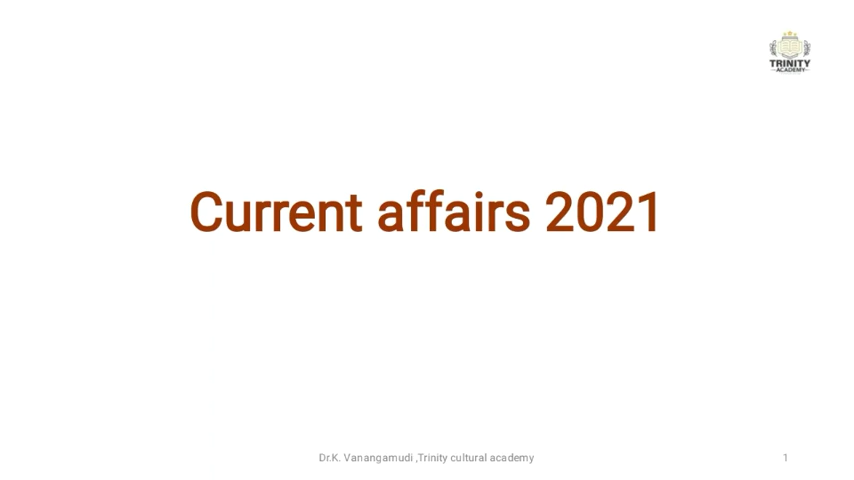 TRINITY
ACADEMY
Current affairs 2021
Dr.K. Vanangamudi ,Trinity cultural academy
1